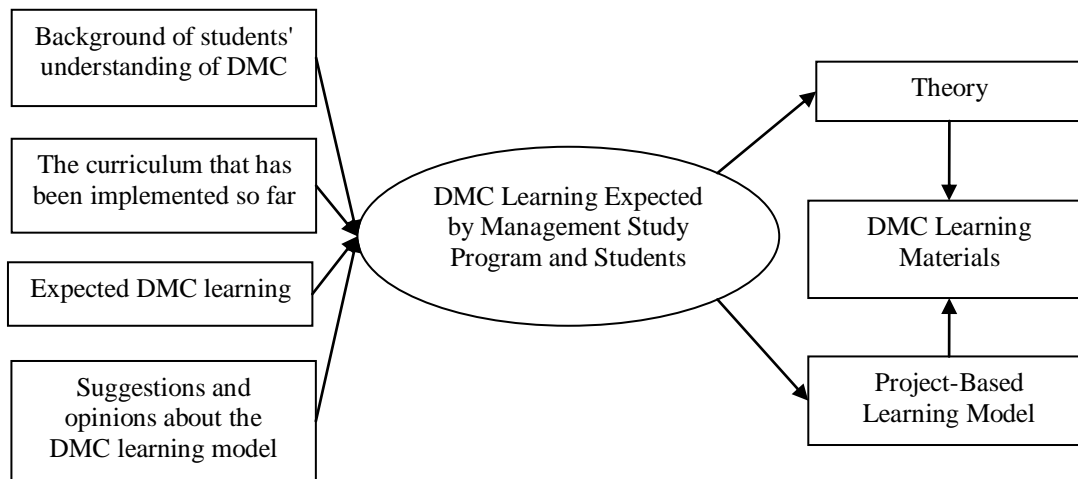 Background of students'
understanding of DMC
The curriculum that has
been implemented so far
Expected DMC learning
Suggestions and
opinions about the
DMC learning model
DMC Learning Expected
by Management Study
Program and Students
Theory
DMC Learning
Materials
Project-Based
Learning Model